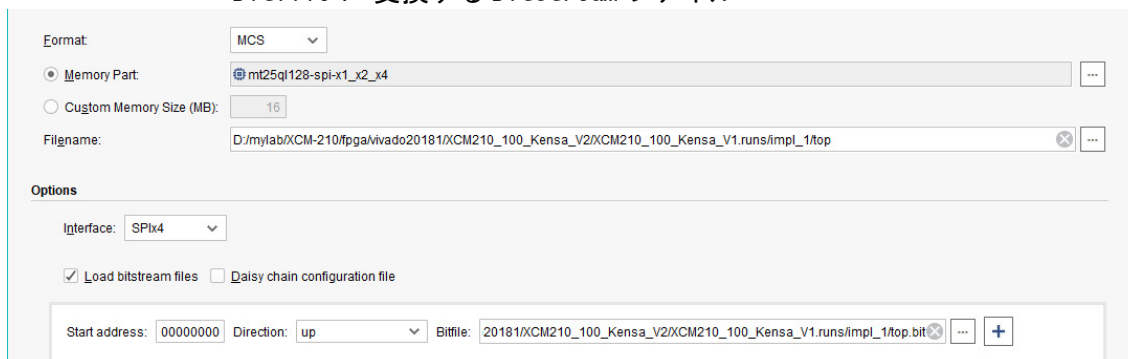 Format: MCS
Memory Part: mt25ql128-spi-x1_x2_x4 ...
Custom Memory Size (MB): 16
Filename: D:/mylab/XCM-210/fpga/vivado20181/XCM210_100_Kensa_V2/XCM210_100_Kensa_V1.runs/impl_1/top ...
Options
Interface: SPIx4
Load bitstream files Daisy chain configuration file
Start address: 00000000 Direction: up Bitfile: 20181/XCM210_100_Kensa_V2/XCM210_100_Kensa_V1.runs/impl_1/top.bit ... +